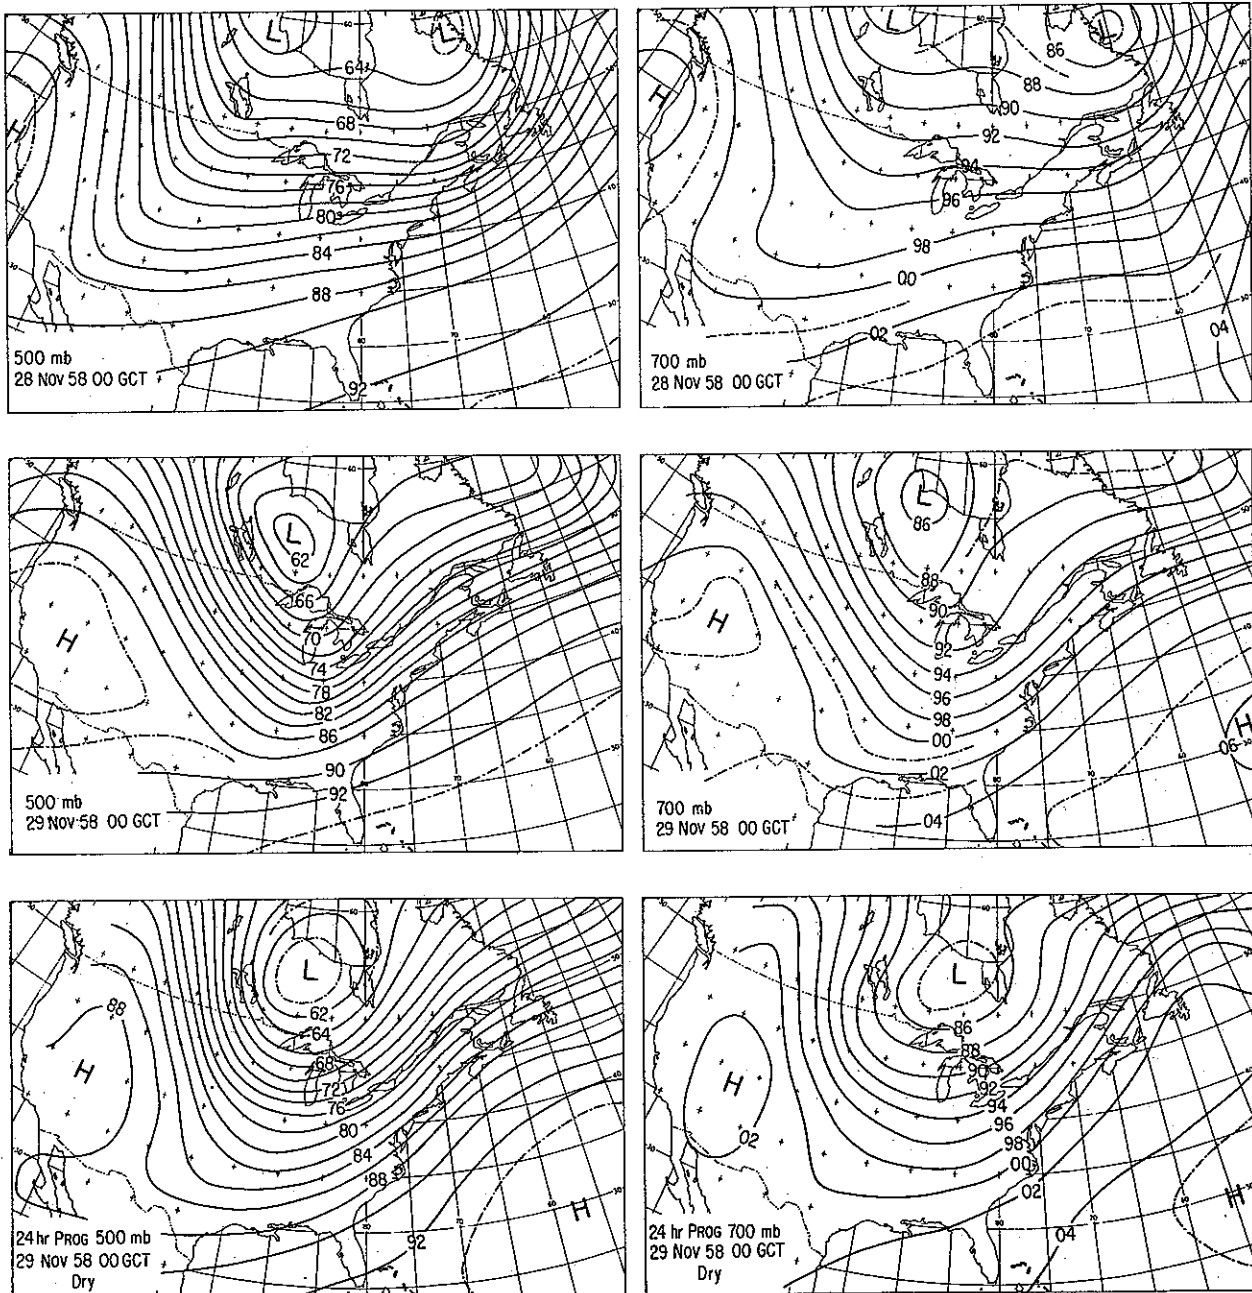 L
L
64
68
72
76
80
84
88
92
H
500 mb
28 Nov 58 00 GCT
L
L
86
88
90
92
94
96
98
00
02
04
H
700 mb
28 Nov 58 00 GCT
L
62
66
70
74
78
82
86
90
92
H
500 mb
29 Nov 58 00 GCT
L
86
88
90
92
94
96
98
00
02
04
H
H
06
700 mb
29 Nov 58 00 GCT
L
62
64
68
72
76
80
84
88
92
88
H
H
24 hr PROG 500 mb
29 Nov 58 00 GCT
Dry
L
86
88
90
92
94
96
98
00
02
04
H
02
H
24 hr PROG 700 mb
29 Nov 58 00 GCT
Dry